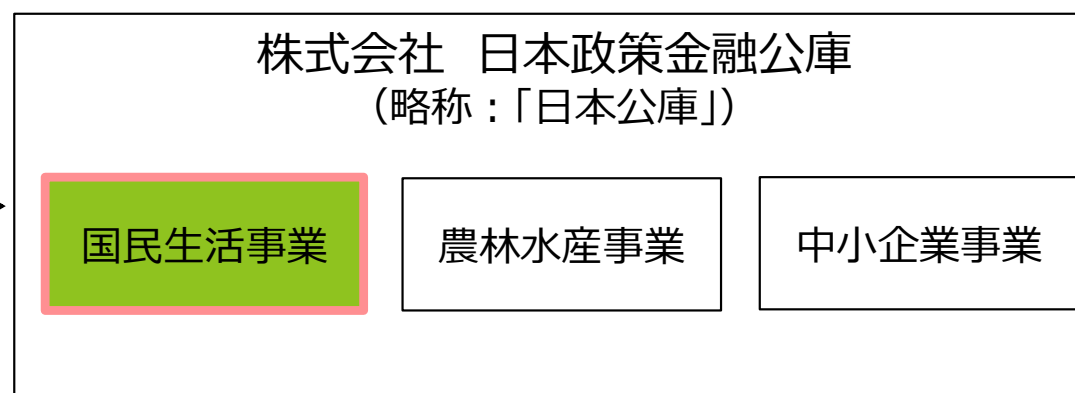 株式会社 日本政策金融公庫
（略称：「日本公庫」）
国民生活事業
農林水産事業
中小企業事業